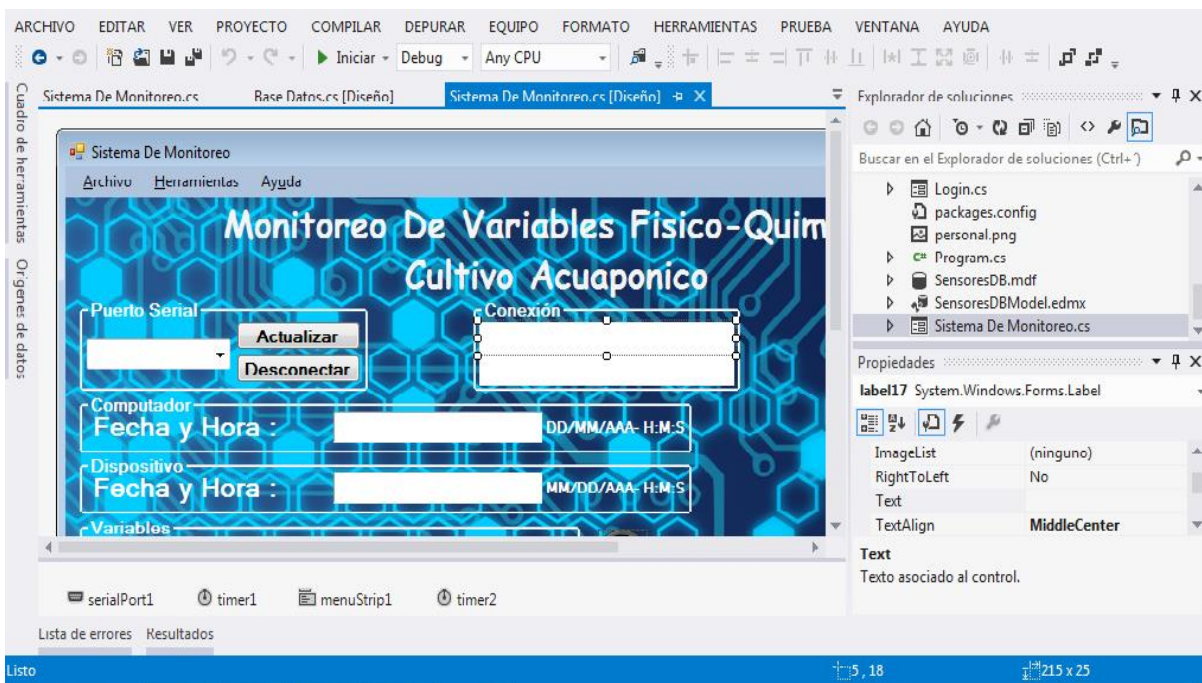 ARCHIVO EDITAR VER PROYECTO COMPILAR DEPURAR EQUIPO FORMATO HERRAMIENTAS PRUEBA VENTANA AYUDA
Iniciar Debug Any CPU
Cuadro de herramientas
Orígenes de datos
Sistema De Monitoreo.cs Base Datos.cs [Diseño] Sistema De Monitoreo.cs [Diseño]
Sistema De Monitoreo
Archivo Herramientas Ayuda
Monitoreo De Variables Fisico-Quim
Cultivo Acuaponico
Puerto Serial
Actualizar
Desconectar
Conexión
Computador
Fecha y Hora :
DD/MM/AAA- H:M:S
Dispositivo
Fecha y Hora :
MM/DD/AAA- H:M:S
Variables
serialPort1 timer1 menuStrip1 timer2
Lista de errores Resultados
Explorador de soluciones
Buscar en el Explorador de soluciones (Ctrl+´)
Login.cs
packages.config
personal.png
C# Program.cs
SensoresDB.mdf
SensoresDBModel.edmx
Sistema De Monitoreo.cs
Propiedades
label17 System.Windows.Forms.Label
ImageList (ninguno)
RightToLeft No
Text
TextAlign MiddleCenter
Text
Texto asociado al control.
Listo 5 , 18 215 x 25